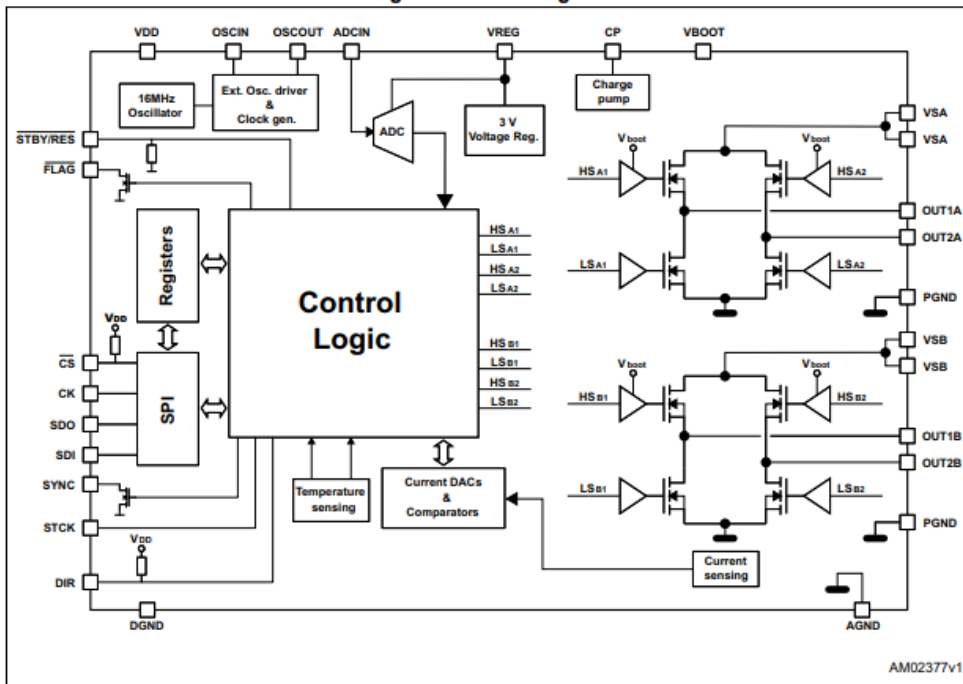 VDD OSCIN OSCOUT ADCIN VREG CP VBOOT
16MHz
Oscillator
Ext. Osc. driver
&
Clock gen.
ADC
3 V
Voltage Reg.
Charge
pump
STBY/RES
FLAG
Registers
VDD
CS
CK
SDO
SDI
SPI
SYNC
STCK
VDD
DIR
DGND
Control
Logic
HSA1
LSA1
HSA2
LSA2
HSB1
LSB1
HSB2
LSB2
Temperature
sensing
Current DACs
&
Comparators
Current
sensing
Vboot Vboot
HSA1 HSA2
LSA1 LSA2
VSA
VSA
OUT1A
OUT2A
PGND
Vboot Vboot
HSB1 HSB2
LSB1 LSB2
VSB
VSB
OUT1B
OUT2B
PGND
AGND
AM02377v1